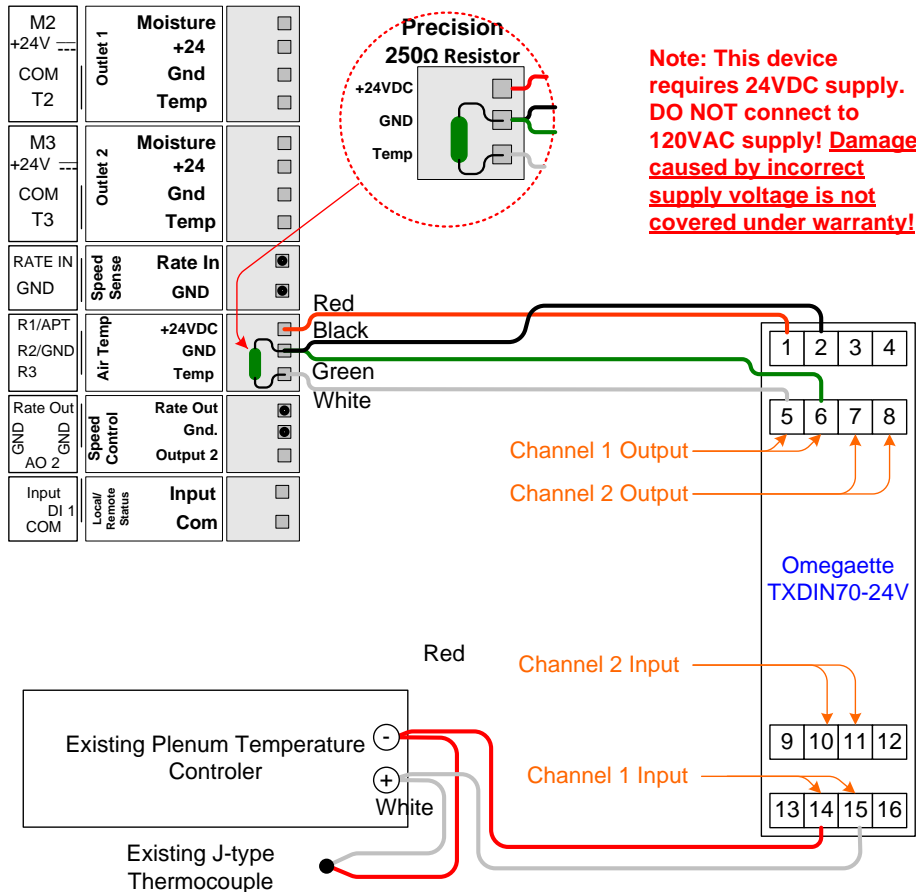 M2
+24V
COM
T2
Outlet 1
Moisture
+24
Gnd
Temp
M3
+24V
COM
T3
Outlet 2
Moisture
+24
Gnd
Temp
RATE IN
GND
Speed
Sense
Rate In
GND
R1/APT
R2/GND
R3
Air Temp
+24VDC
GND
Temp
Rate Out
GND
GND
AO 2
Speed
Control
Rate Out
Gnd.
Output 2
Input
DI 1
COM
Local/
Remote
Status
Input
Com
Precision
250Ω Resistor
+24VDC
GND
Temp
Note: This device
requires 24VDC supply.
DO NOT connect to
120VAC supply! Damage
caused by incorrect
supply voltage is not
covered under warranty!
Red
Black
Green
White
1 2 3 4
5 6 7 8
Channel 1 Output
Channel 2 Output
Omegaette
TXDIN70-24V
Red
Channel 2 Input
9 10 11 12
Channel 1 Input
13 14 15 16
Existing Plenum Temperature
Controler
-
+
White
Existing J-type
Thermocouple